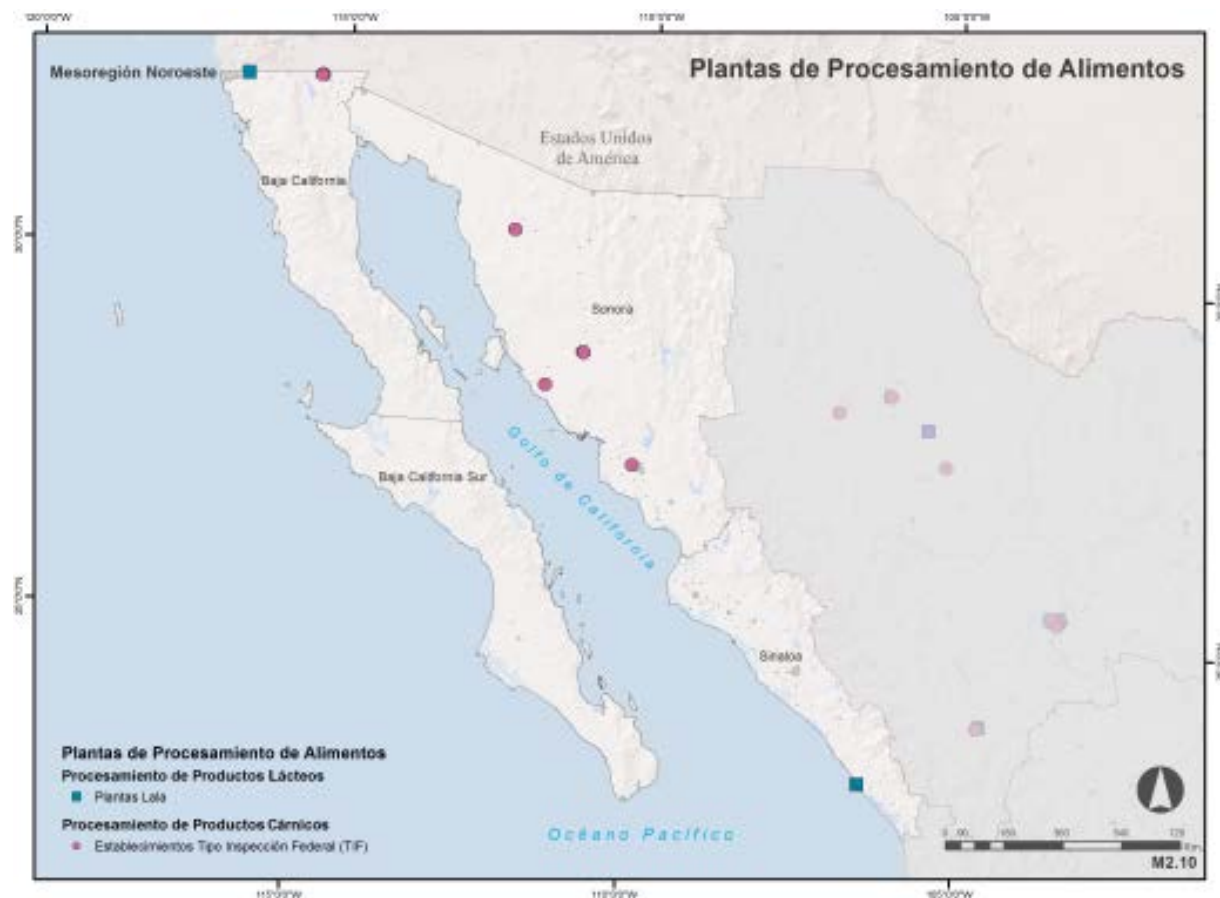 Mesoregión Noroeste
Plantas de Procesamiento de Alimentos
Estados Unidos
de América
Baja California
Sonora
Golfo de California
Baja California Sur
Sinaloa
Plantas de Procesamiento de Alimentos
Procesamiento de Productos Lácteos
Plantas Lala
Procesamiento de Productos Cárnicos
Establecimientos Tipo Inspección Federal (TIF)
Océano Pacífico
M2.10